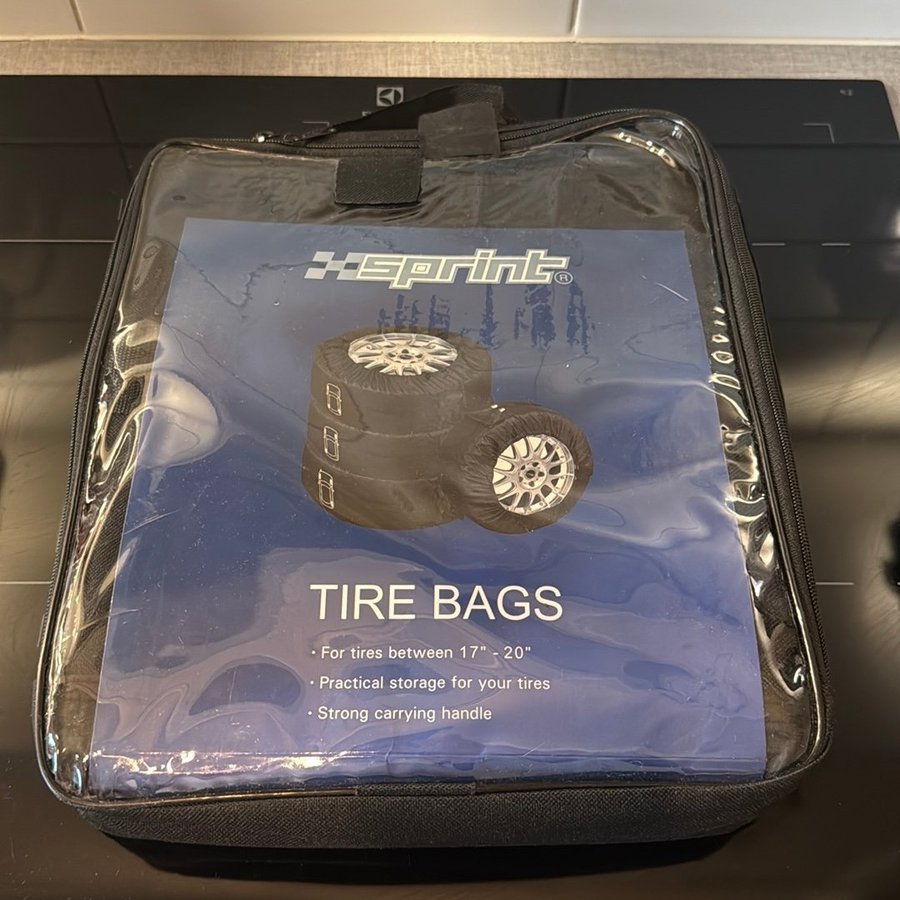 sprint®
TIRE BAGS
• For tires between 17" - 20"
• Practical storage for your tires
• Strong carrying handle